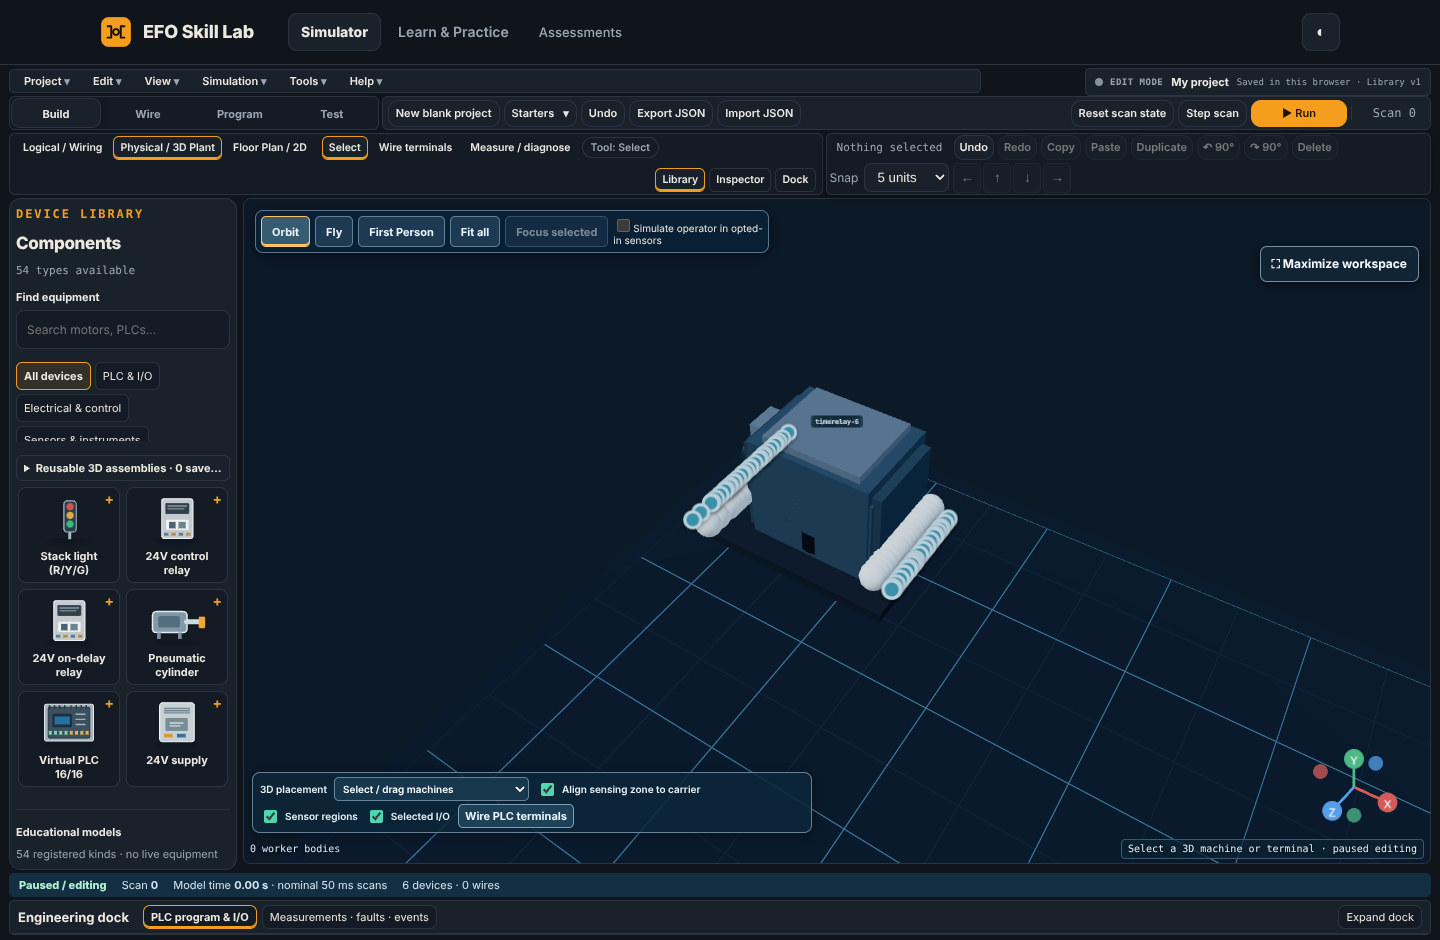 EFO Skill Lab
Simulator
Learn & Practice
Assessments
Project ▾
Edit ▾
View ▾
Simulation ▾
Tools ▾
Help ▾
EDIT MODE My project Saved in this browser · Library v1
Build
Wire
Program
Test
New blank project
Starters ▾
Undo
Export JSON
Import JSON
Reset scan state
Step scan
▶ Run
Scan 0
Logical / Wiring
Physical / 3D Plant
Floor Plan / 2D
Select
Wire terminals
Measure / diagnose
Tool: Select
Library
Inspector
Dock
Nothing selected
Undo
Redo
Copy
Paste
Duplicate
↶ 90°
↷ 90°
Delete
Snap
5 units
←
↑
↓
→
DEVICE LIBRARY
Components
54 types available
Find equipment
Search motors, PLCs...
All devices
PLC & I/O
Electrical & control
Sensors & instruments
▶ Reusable 3D assemblies · 0 save...
+
Stack light
(R/Y/G)
+
24V control
relay
+
24V on-delay
relay
+
Pneumatic
cylinder
+
Virtual PLC
16/16
+
24V supply
Educational models
54 registered kinds · no live equipment
Orbit
Fly
First Person
Fit all
Focus selected
Simulate operator in opted-
in sensors
⛶ Maximize workspace
timerelay-6
3D placement
Select / drag machines
Align sensing zone to carrier
Sensor regions
Selected I/O
Wire PLC terminals
0 worker bodies
Y
X
Z
Select a 3D machine or terminal · paused editing
Paused / editing
Scan 0
Model time 0.00 s · nominal 50 ms scans
6 devices · 0 wires
Engineering dock
PLC program & I/O
Measurements · faults · events
Expand dock